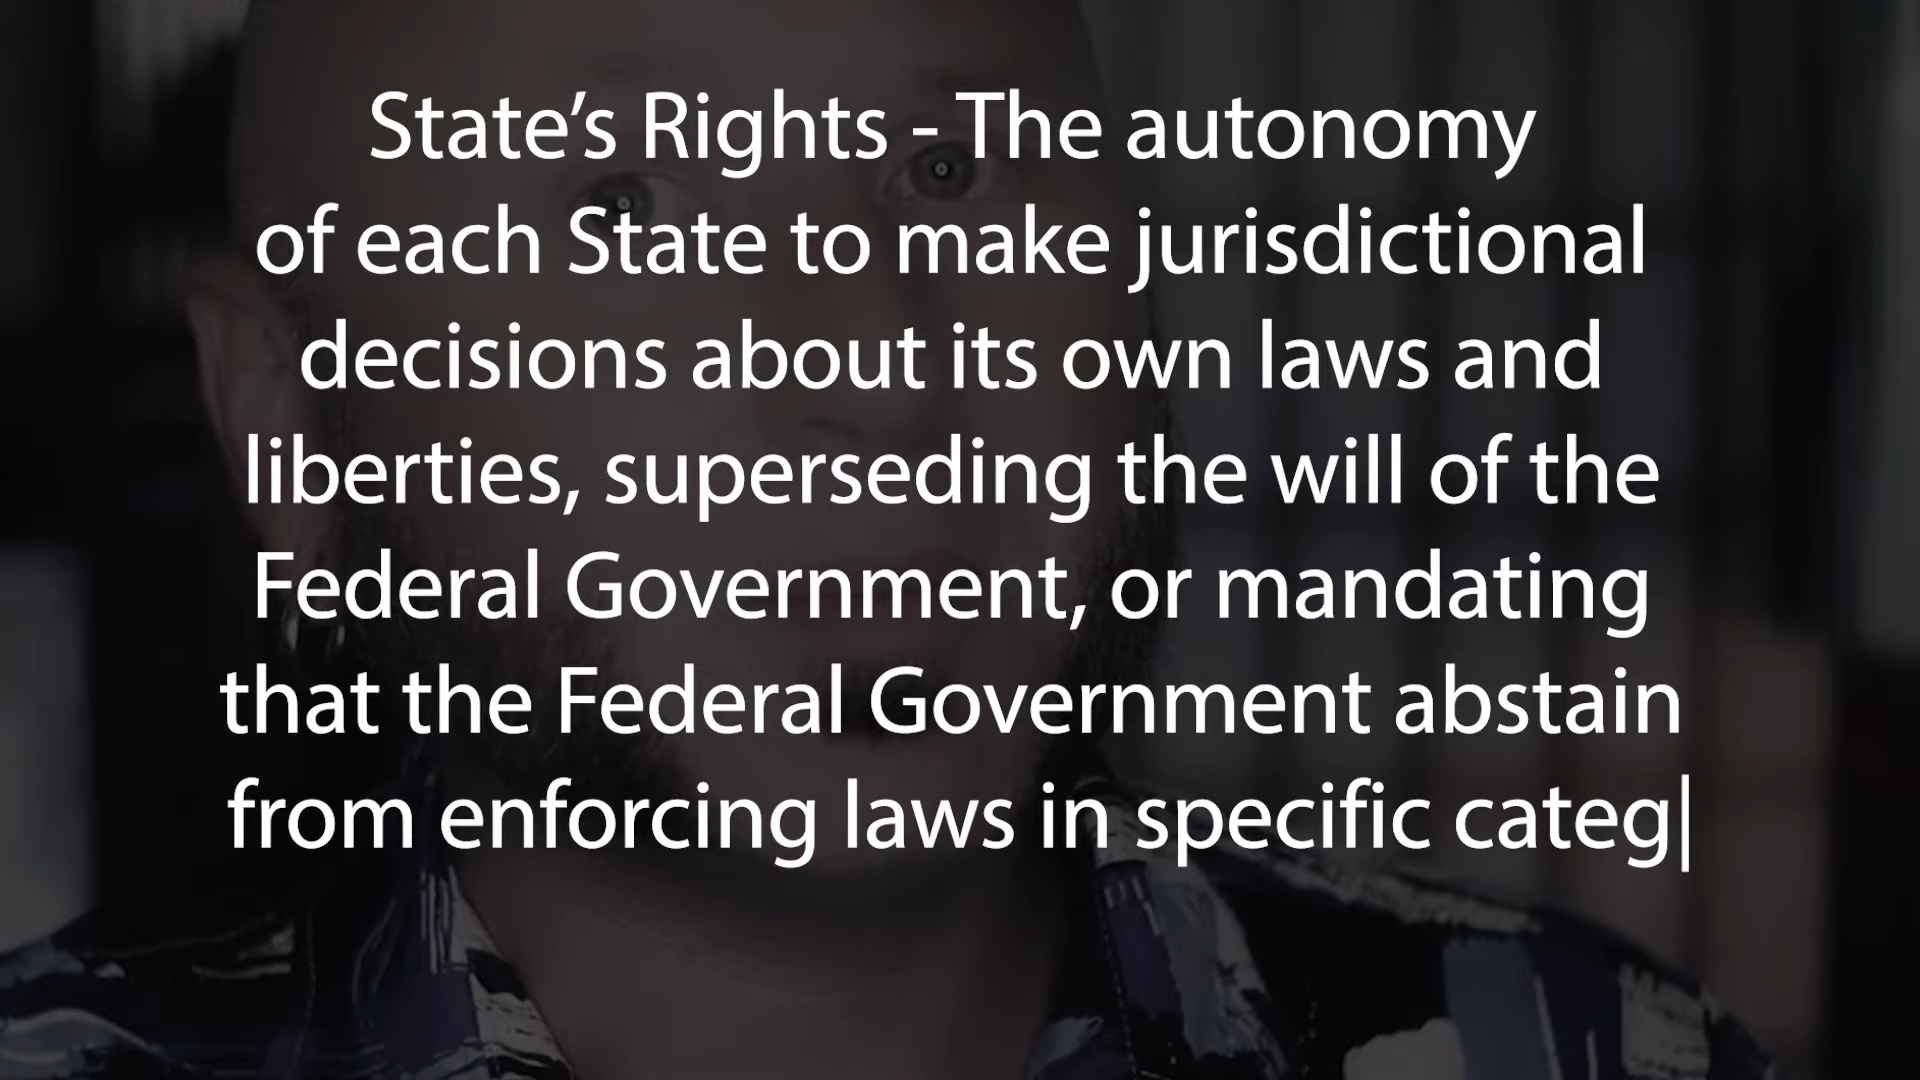 State’s Rights - The autonomy
of each State to make jurisdictional
decisions about its own laws and
liberties, superseding the will of the
Federal Government, or mandating
that the Federal Government abstain
from enforcing laws in specific categ|